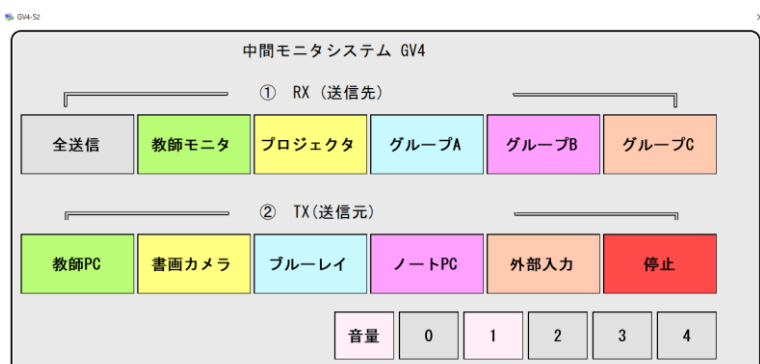 GV4-S2
中間モニタシステム GV4
① RX (送信先)
全送信 教師モニタ プロジェクタ グループA グループB グループC
② TX(送信元)
教師PC 書画カメラ ブルーレイ ノートPC 外部入力 停止
音量 0 1 2 3 4